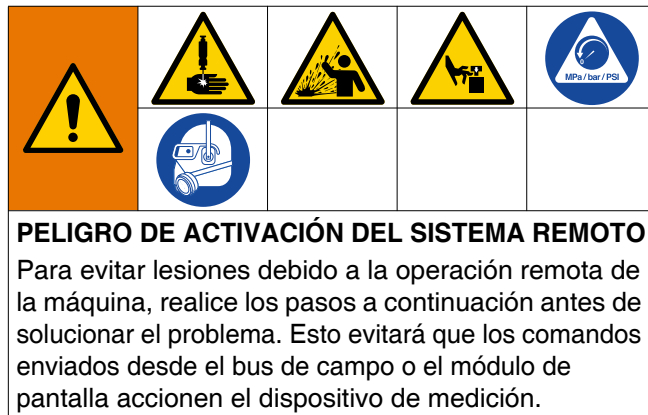 MPa / bar / PSI
PELIGRO DE ACTIVACIÓN DEL SISTEMA REMOTO
Para evitar lesiones debido a la operación remota de
la máquina, realice los pasos a continuación antes de
solucionar el problema. Esto evitará que los comandos
enviados desde el bus de campo o el módulo de
pantalla accionen el dispositivo de medición.